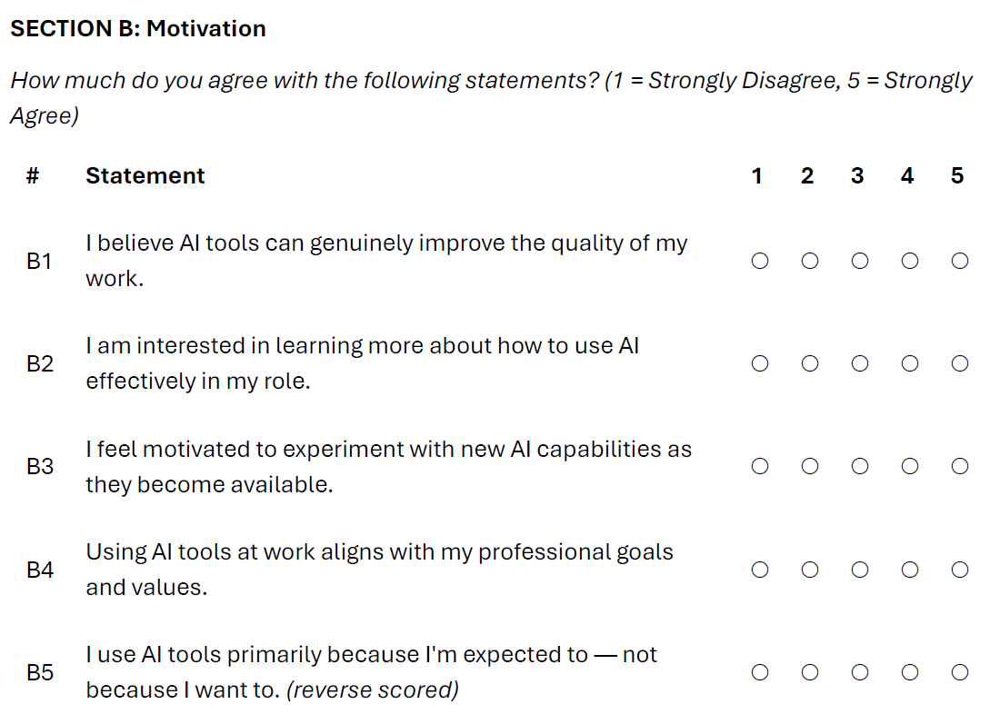 SECTION B: Motivation
How much do you agree with the following statements? (1 = Strongly Disagree, 5 = Strongly
Agree)
# Statement 1 2 3 4 5
B1 I believe AI tools can genuinely improve the quality of my
work.
B2 I am interested in learning more about how to use AI
effectively in my role.
B3 I feel motivated to experiment with new AI capabilities as
they become available.
B4 Using AI tools at work aligns with my professional goals
and values.
B5 I use AI tools primarily because I'm expected to — not
because I want to. (reverse scored)